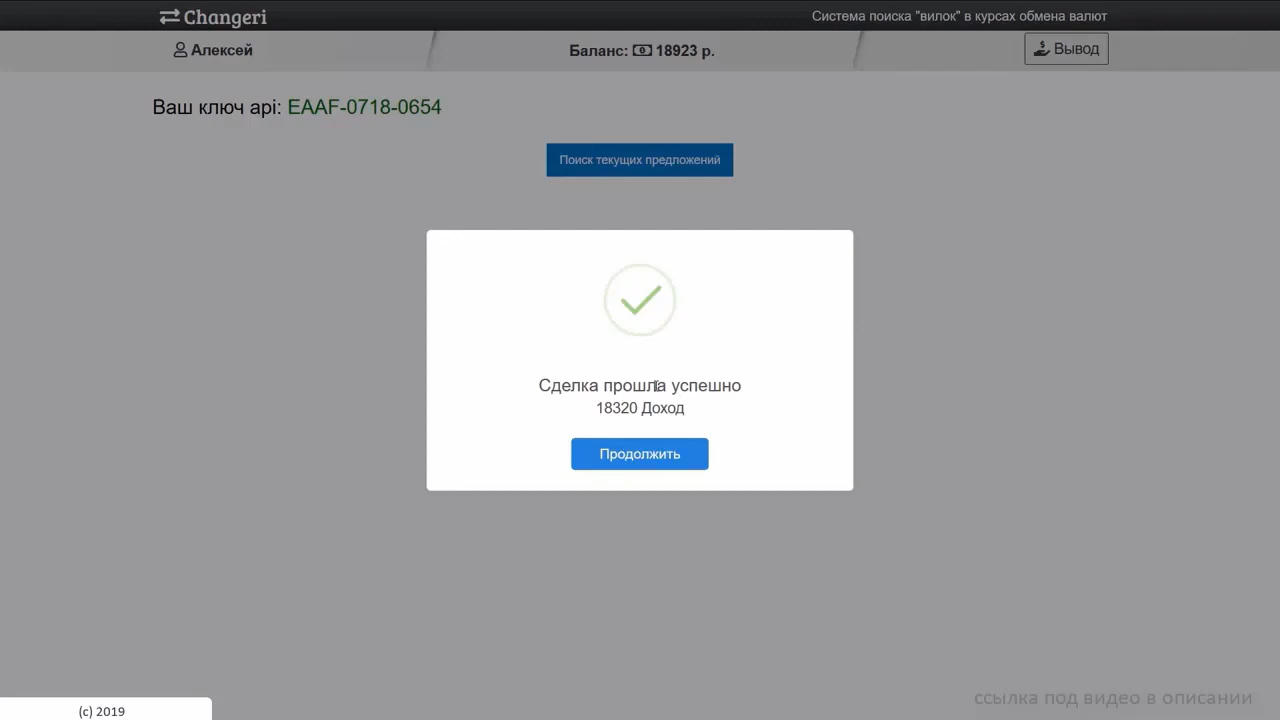 Changeri
Система поиска "вилок" в курсах обмена валют
Алексей
Баланс: 18923 р.
Вывод
Ваш ключ api: EAAF-0718-0654
Поиск текущих предложений
Сделка прошла успешно
18320 Доход
Продолжить
ссылка под видео в описании
(c) 2019